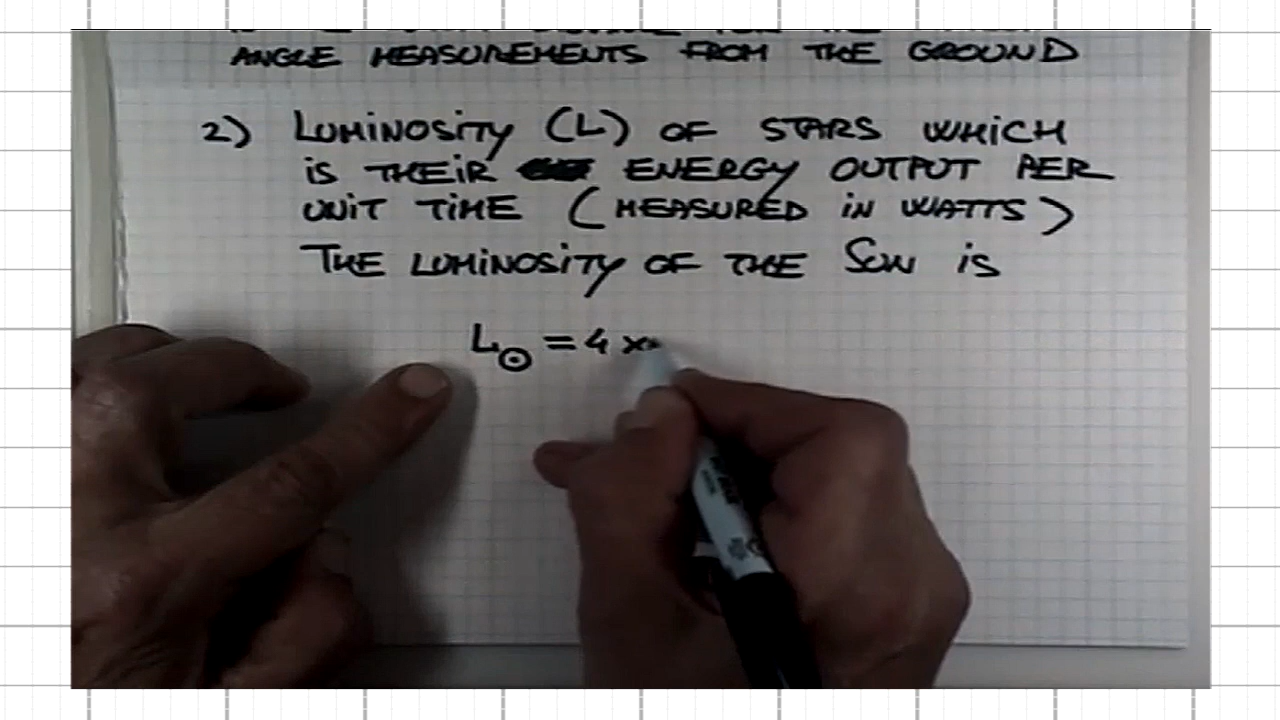 ANGLE MEASUREMENTS FROM THE GROUND
2) LUMINOSITY (L) OF STARS WHICH
IS THEIR ENERGY OUTPUT PER
UNIT TIME (MEASURED IN WATTS)
THE LUMINOSITY OF THE SUN IS
L☉ = 4 x